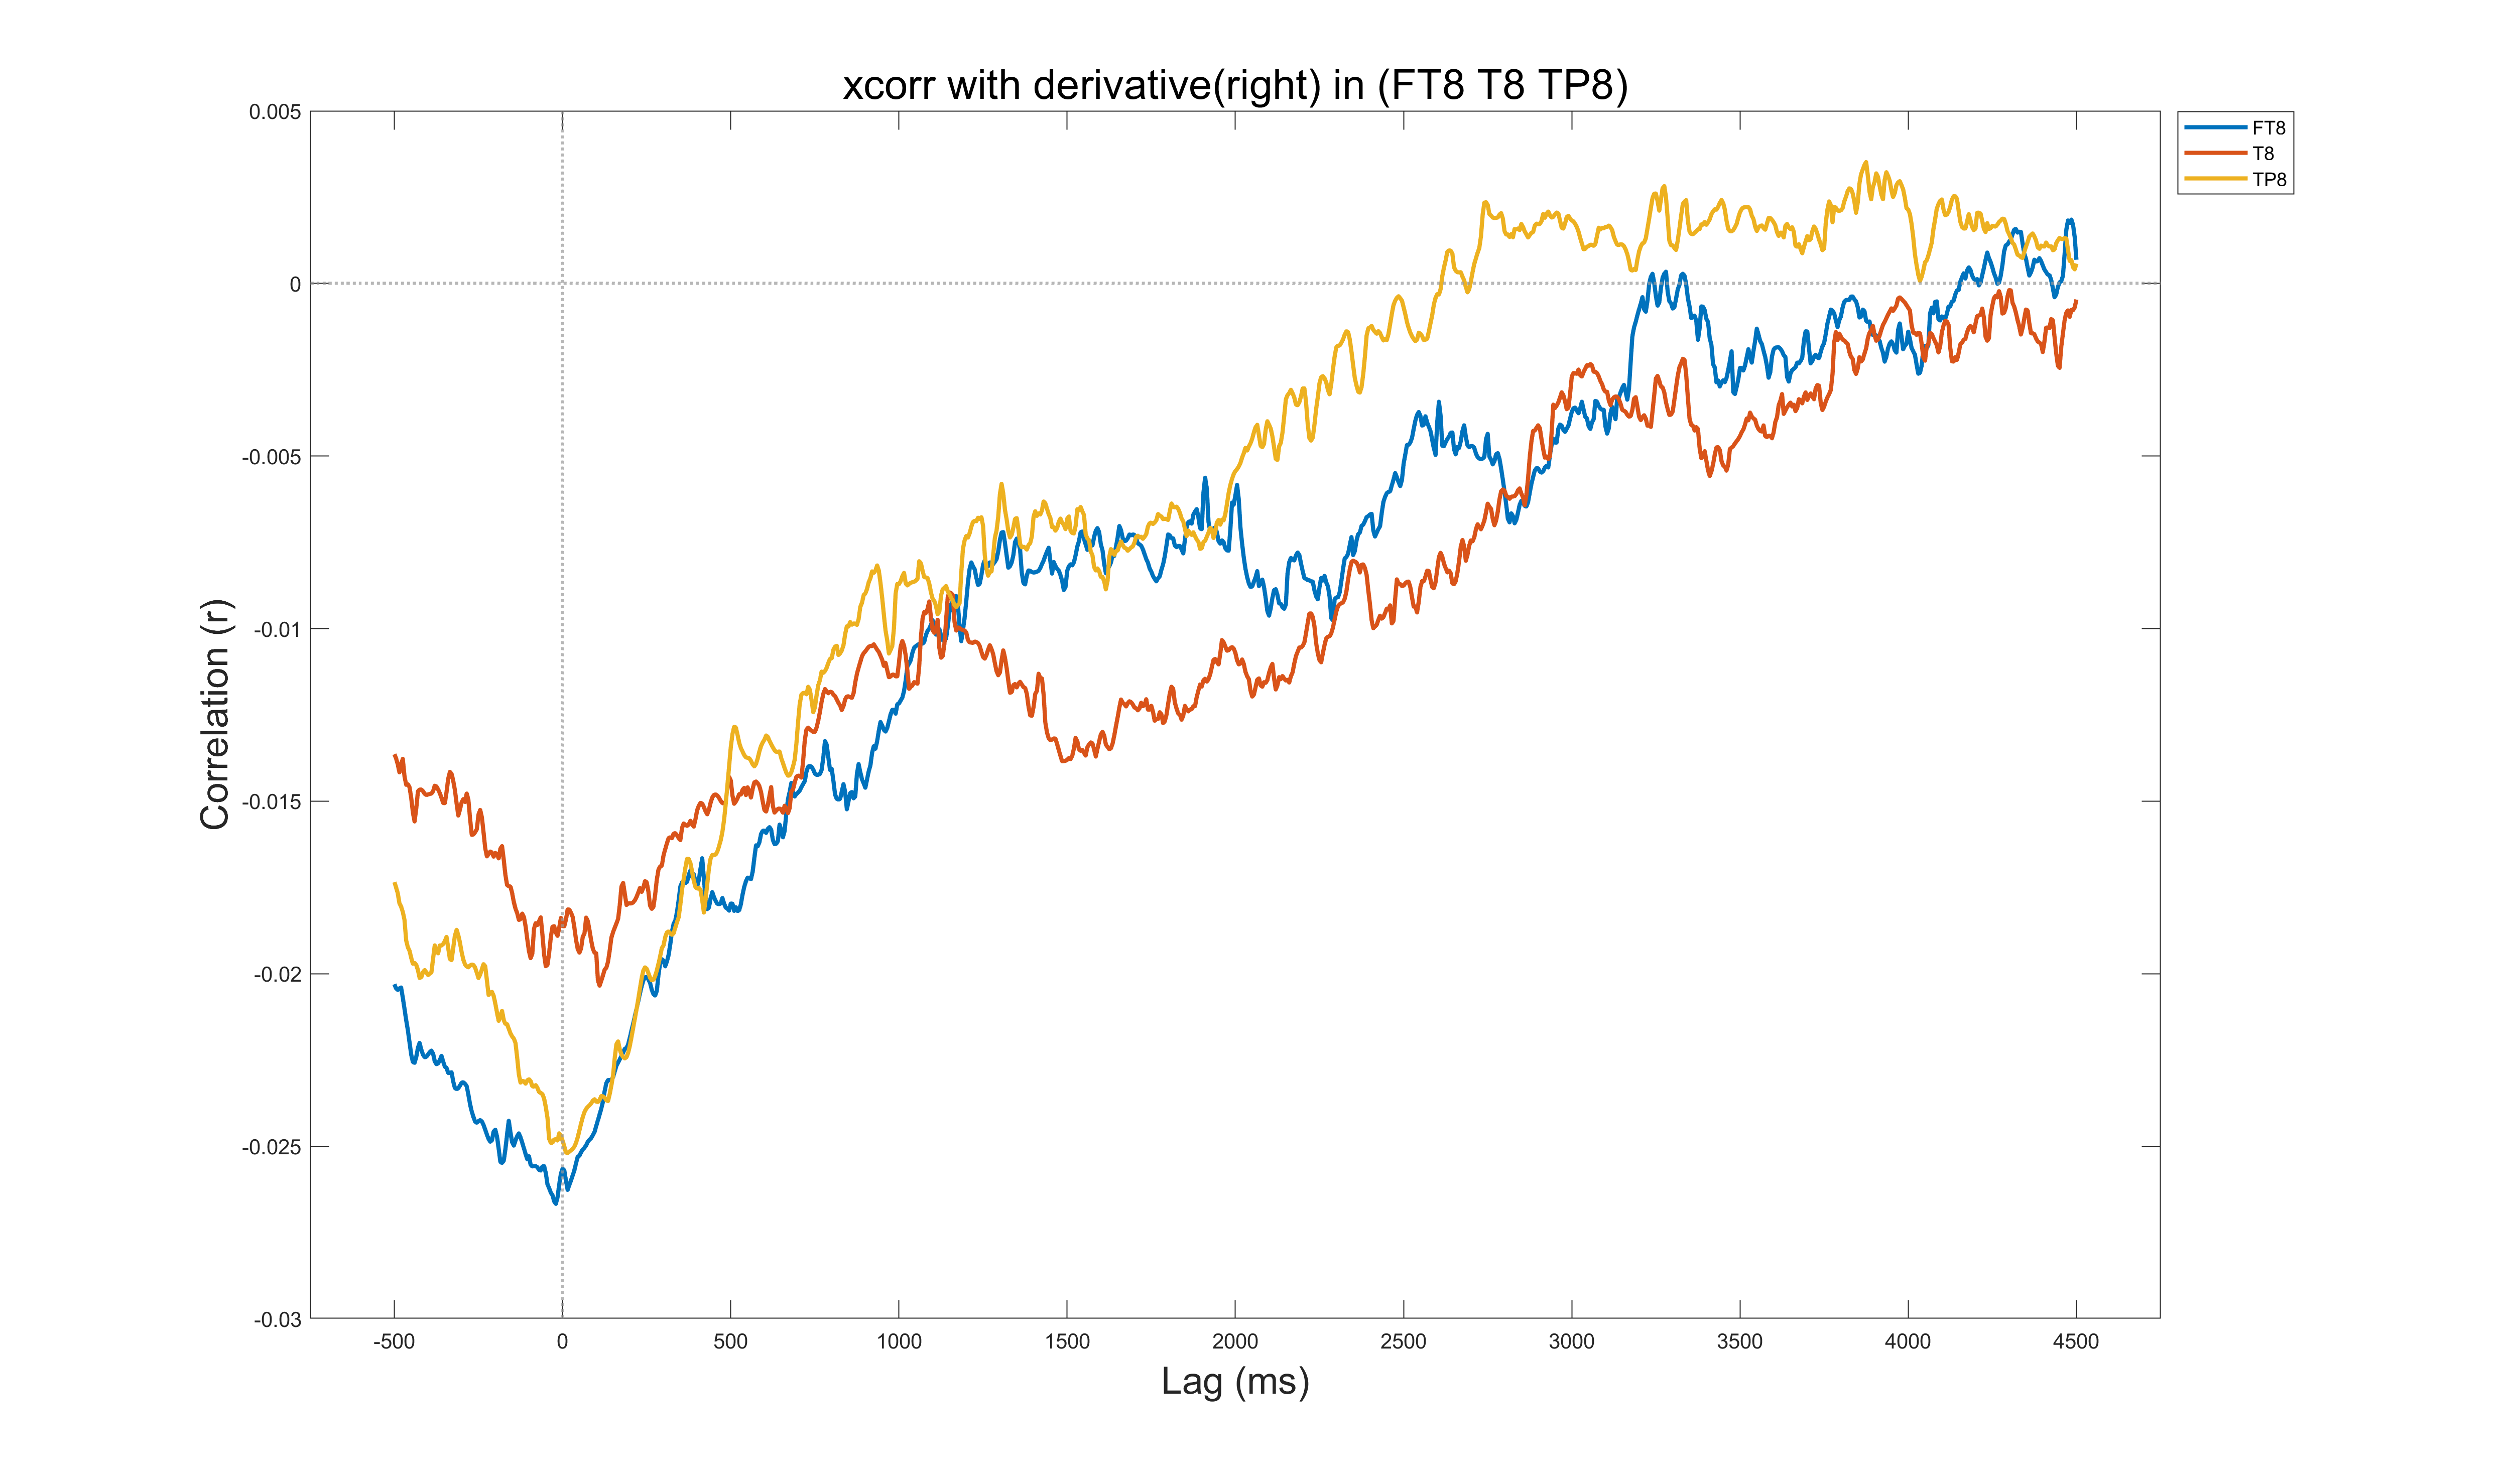 xcorr with derivative(right) in (FT8 T8 TP8)
FT8
T8
TP8
0.005
0
-0.005
-0.01
-0.015
-0.02
-0.025
-0.03
Correlation (r)
-500 0 500 1000 1500 2000 2500 3000 3500 4000 4500
Lag (ms)